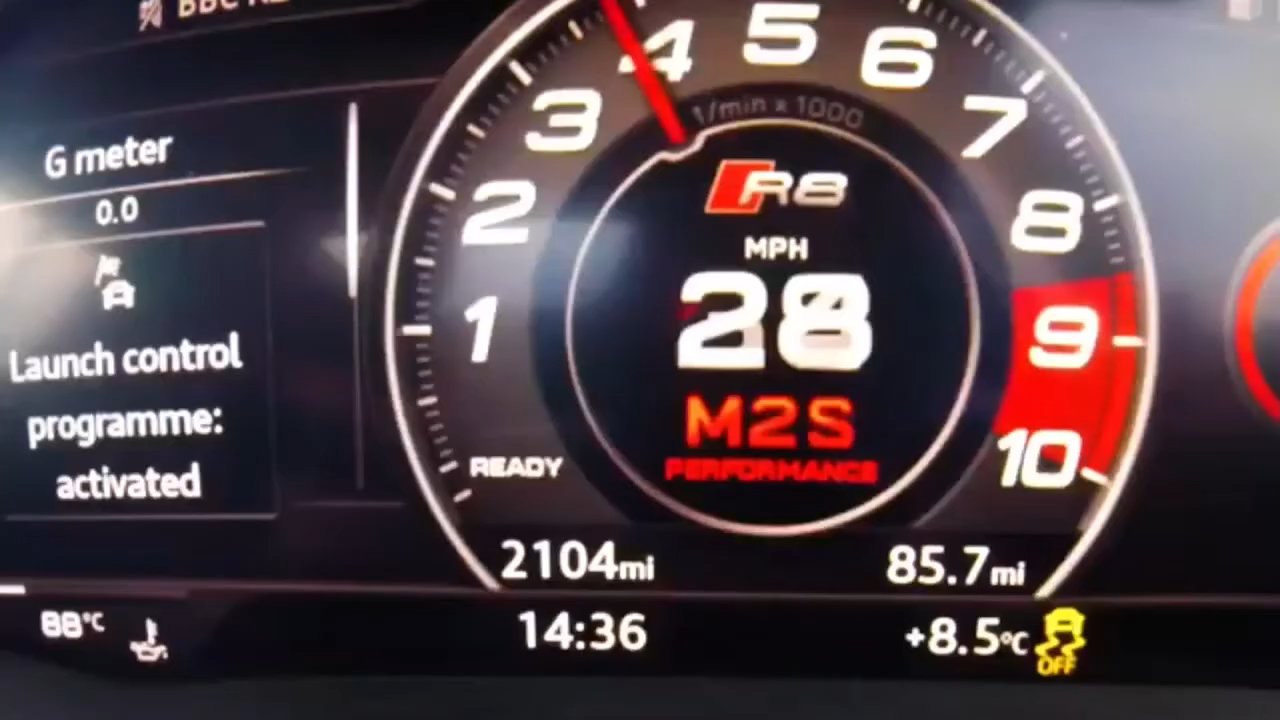 BBC
G meter
0.0
Launch control
programme:
activated
1
2
3
4
5
6
7
8
9
10
1/min x 1000
R8
MPH
28
M2S
PERFORMANCE
READY
2104mi
85.7mi
88°C
14:36
+8.5°C
OFF